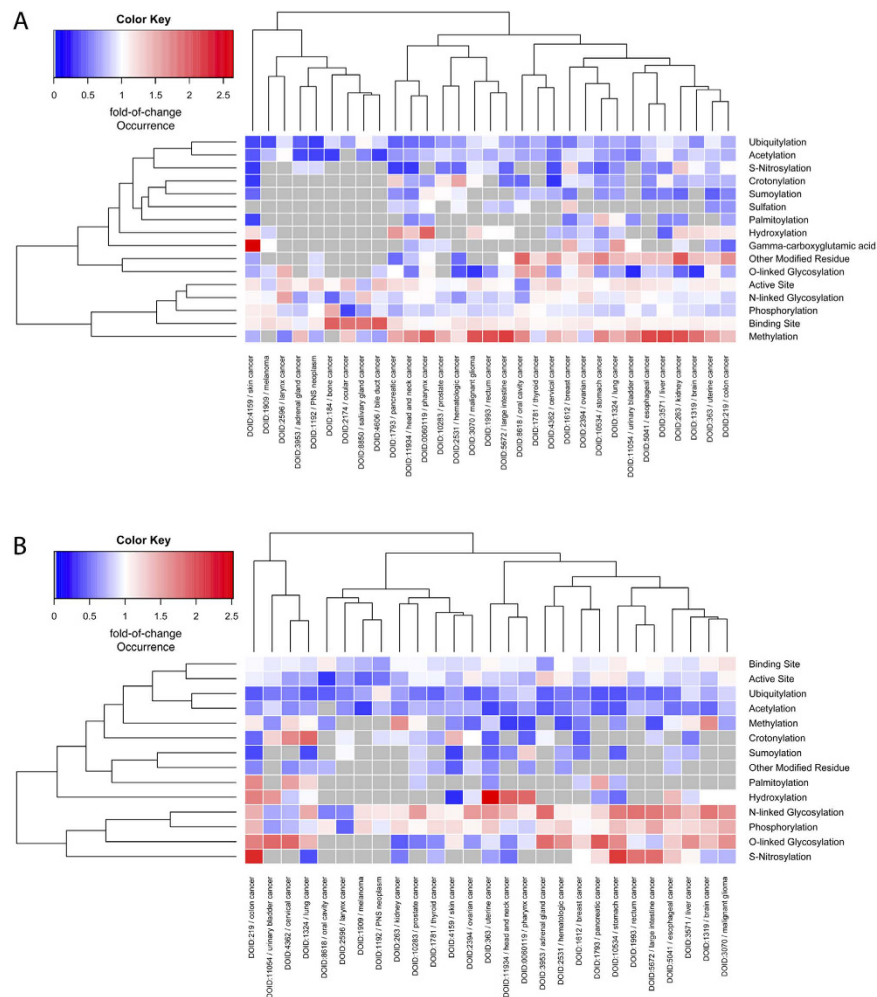 A
Color Key
0 0.5 1 1.5 2 2.5
fold-of-change
Occurrence
Ubiquitylation
Acetylation
S-Nitrosylation
Crotonylation
Sumoylation
Sulfation
Palmitoylation
Hydroxylation
Gamma-carboxyglutamic acid
Other Modified Residue
O-linked Glycosylation
Active Site
N-linked Glycosylation
Phosphorylation
Binding Site
Methylation
DOID:4159 / skin cancer
DOID:1909 / melanoma
DOID:2596 / larynx cancer
DOID:3953 / adrenal gland cancer
DOID:1192 / PNS neoplasm
DOID:184 / bone cancer
DOID:2174 / ocular cancer
DOID:8850 / salivary gland cancer
DOID:4606 / bile duct cancer
DOID:1793 / pancreatic cancer
DOID:11934 / head and neck cancer
DOID:0060119 / pharynx cancer
DOID:10283 / prostate cancer
DOID:2531 / hematologic cancer
DOID:3070 / malignant glioma
DOID:1993 / rectum cancer
DOID:5672 / large intestine cancer
DOID:8618 / oral cavity cancer
DOID:1781 / thyroid cancer
DOID:4362 / cervical cancer
DOID:1612 / breast cancer
DOID:2394 / ovarian cancer
DOID:10534 / stomach cancer
DOID:1324 / lung cancer
DOID:11054 / urinary bladder cancer
DOID:5041 / esophageal cancer
DOID:3571 / liver cancer
DOID:263 / kidney cancer
DOID:1319 / brain cancer
DOID:363 / uterine cancer
DOID:219 / colon cancer
B
Color Key
0 0.5 1 1.5 2 2.5
fold-of-change
Occurrence
Binding Site
Active Site
Ubiquitylation
Acetylation
Methylation
Crotonylation
Sumoylation
Other Modified Residue
Palmitoylation
Hydroxylation
N-linked Glycosylation
Phosphorylation
O-linked Glycosylation
S-Nitrosylation
DOID:219 / colon cancer
DOID:11054 / urinary bladder cancer
DOID:4362 / cervical cancer
DOID:1324 / lung cancer
DOID:8618 / oral cavity cancer
DOID:2596 / larynx cancer
DOID:1909 / melanoma
DOID:1192 / PNS neoplasm
DOID:263 / kidney cancer
DOID:10283 / prostate cancer
DOID:1781 / thyroid cancer
DOID:4159 / skin cancer
DOID:2394 / ovarian cancer
DOID:363 / uterine cancer
DOID:11934 / head and neck cancer
DOID:0060119 / pharynx cancer
DOID:3953 / adrenal gland cancer
DOID:2531 / hematologic cancer
DOID:1612 / breast cancer
DOID:1793 / pancreatic cancer
DOID:10534 / stomach cancer
DOID:1993 / rectum cancer
DOID:5672 / large intestine cancer
DOID:5041 / esophageal cancer
DOID:3571 / liver cancer
DOID:1319 / brain cancer
DOID:3070 / malignant glioma